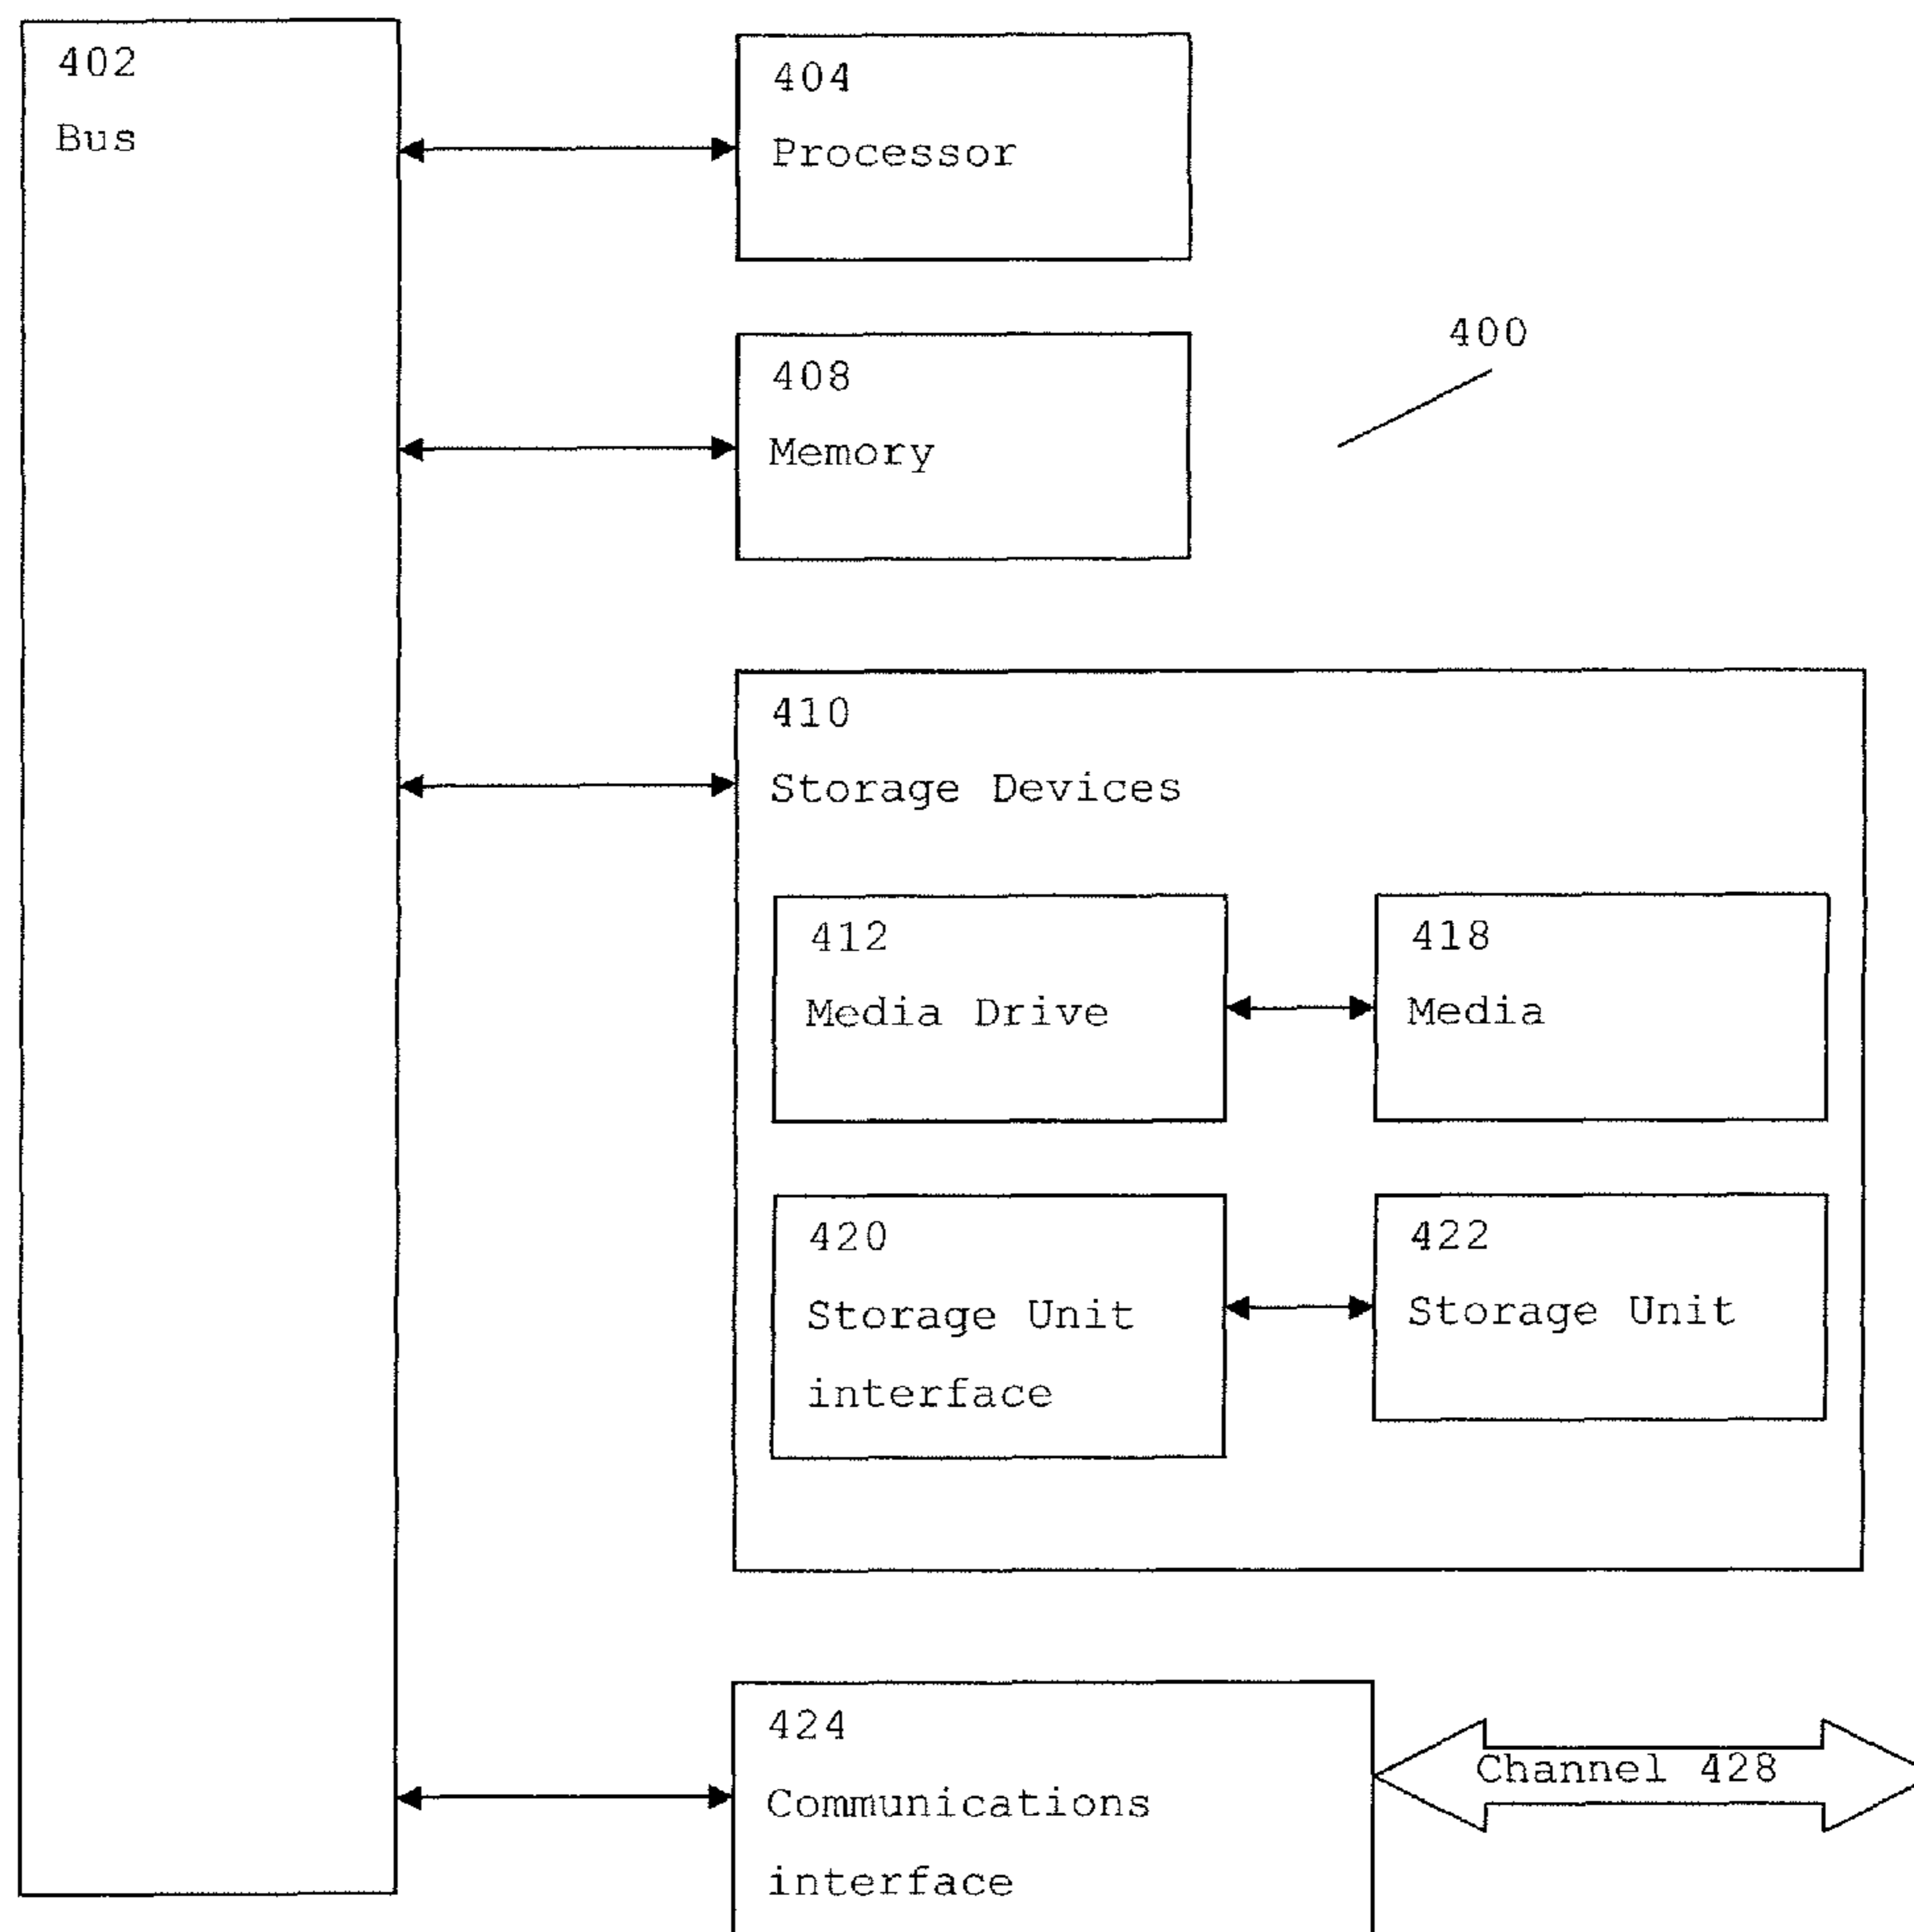 402
Bus
404
Processor
400
408
Memory
410
Storage Devices
412
Media Drive
418
Media
420
Storage Unit
interface
422
Storage Unit
424
Communications
interface
Channel 428